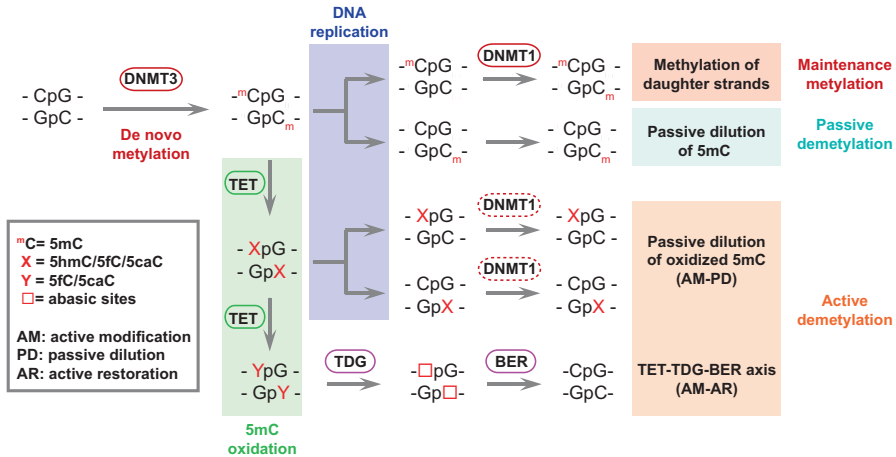 DNA
replication
DNMT3
- CpG -
- GpC -
De novo
metylation
- mCpG -
- GpCm -
- mCpG -
- GpC -
DNMT1
- mCpG -
- GpCm -
Methylation of
daughter strands
Maintenance
metylation
- CpG -
- GpCm -
- CpG -
- GpCm -
Passive dilution
of 5mC
Passive
demetylation
TET
- XpG -
- GpX -
- XpG -
- GpC -
DNMT1
- XpG -
- GpC -
- CpG -
- GpX -
DNMT1
- CpG -
- GpX -
Passive dilution
of oxidized 5mC
(AM-PD)
Active
demetylation
TET
- YpG -
- GpY -
TDG
-□pG-
-Gp□-
BER
-CpG-
-GpC-
TET-TDG-BER axis
(AM-AR)
5mC
oxidation
mC= 5mC
X = 5hmC/5fC/5caC
Y = 5fC/5caC
□= abasic sites
AM: active modification
PD: passive dilution
AR: active restoration